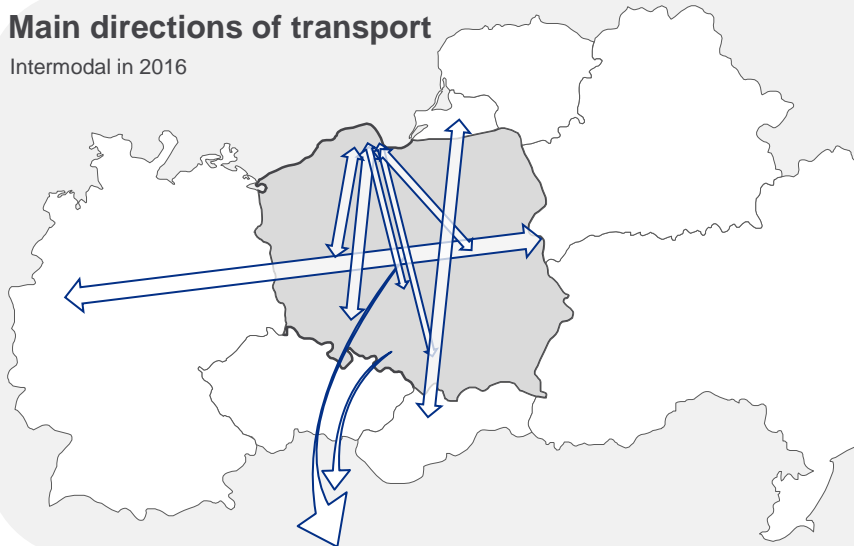 Main directions of transport
Intermodal in 2016